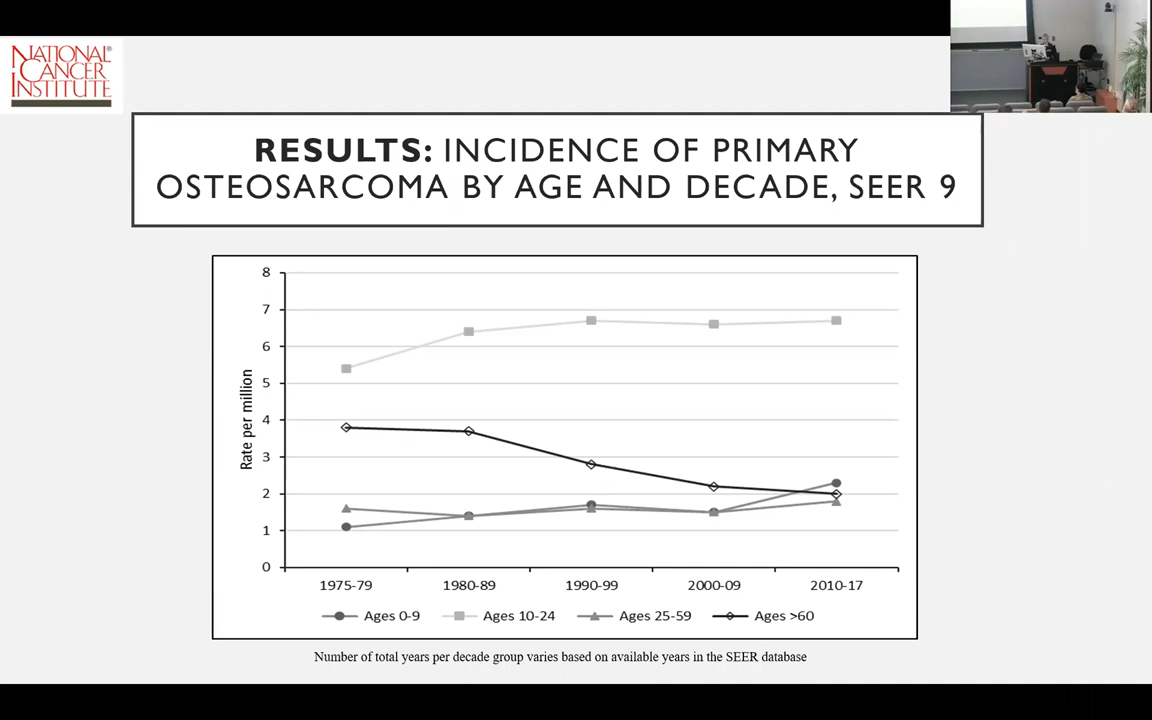 NATIONAL®
CANCER
INSTITUTE
RESULTS: INCIDENCE OF PRIMARY
OSTEOSARCOMA BY AGE AND DECADE, SEER 9
Rate per million
8
7
6
5
4
3
2
1
0
1975-79 1980-89 1990-99 2000-09 2010-17
Ages 0-9 Ages 10-24 Ages 25-59 Ages >60
Number of total years per decade group varies based on available years in the SEER database